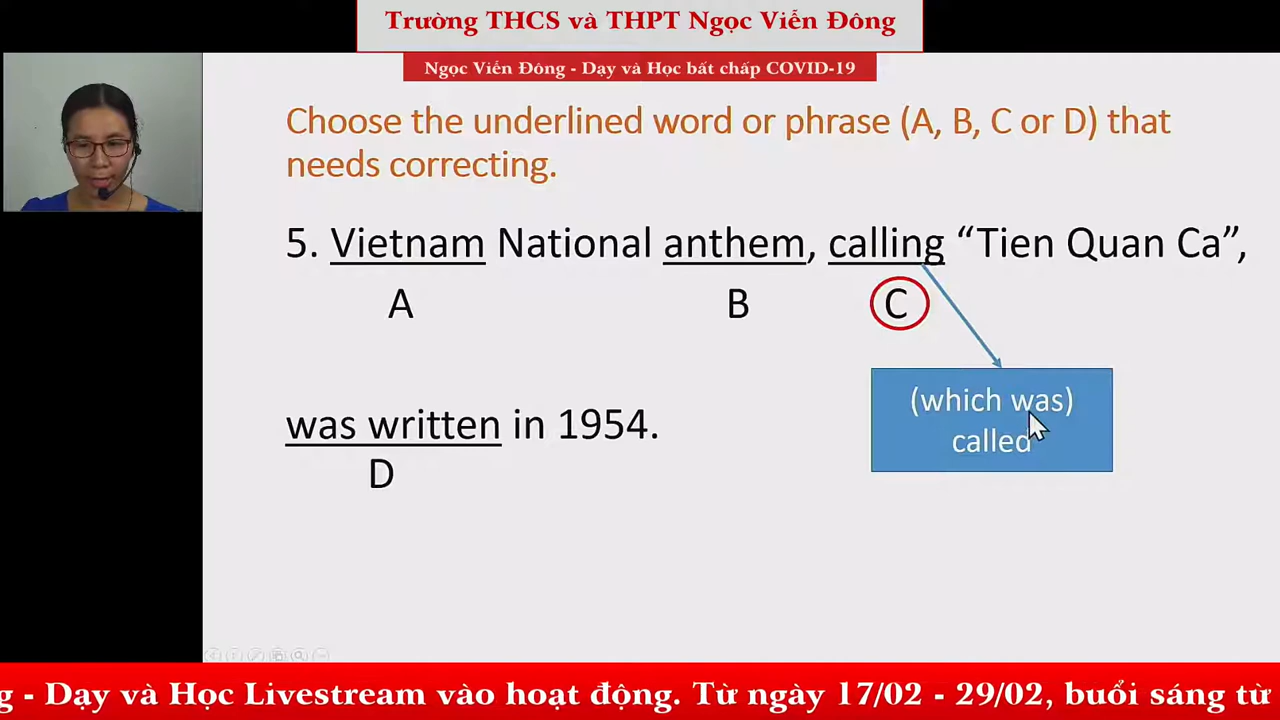 Trường THCS và THPT Ngọc Viễn Đông
Ngọc Viễn Đông - Dạy và Học bất chấp COVID-19
Choose the underlined word or phrase (A, B, C or D) that
needs correcting.
5. Vietnam National anthem, calling “Tien Quan Ca”,
A B C
(which was)
called
was written in 1954.
D
g - Dạy và Học Livestream vào hoạt động. Từ ngày 17/02 - 29/02, buổi sáng từ